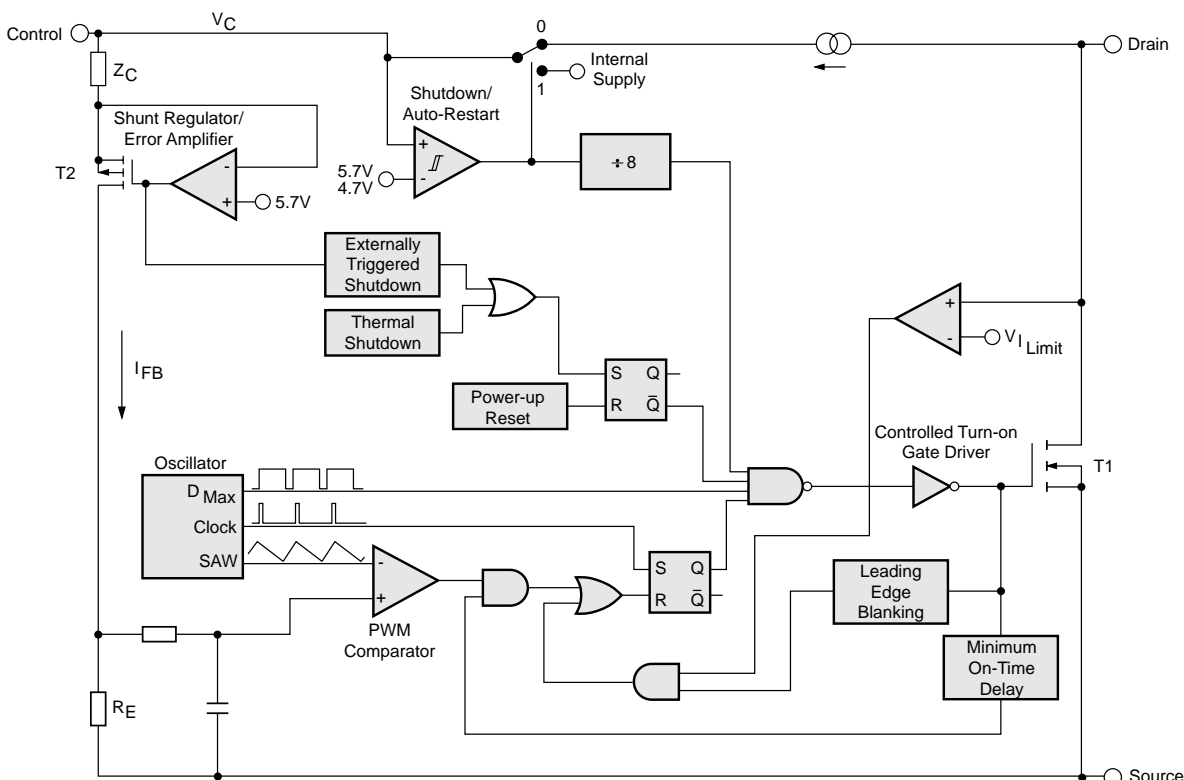 Control
V_C
0
Drain
Z_C
Internal
Supply
1
Shutdown/
Auto-Restart
Shunt Regulator/
Error Amplifier
+
-
÷ 8
T2
-
+
5.7V
5.7V
4.7V
Externally
Triggered
Shutdown
Thermal
Shutdown
+
-
V_I Limit
I_FB
S Q
R Q̅
Power-up
Reset
Controlled Turn-on
Gate Driver
T1
Oscillator
D_Max
Clock
SAW
-
+
PWM
Comparator
S Q
R Q̅
Leading
Edge
Blanking
Minimum
On-Time
Delay
R_E
Source